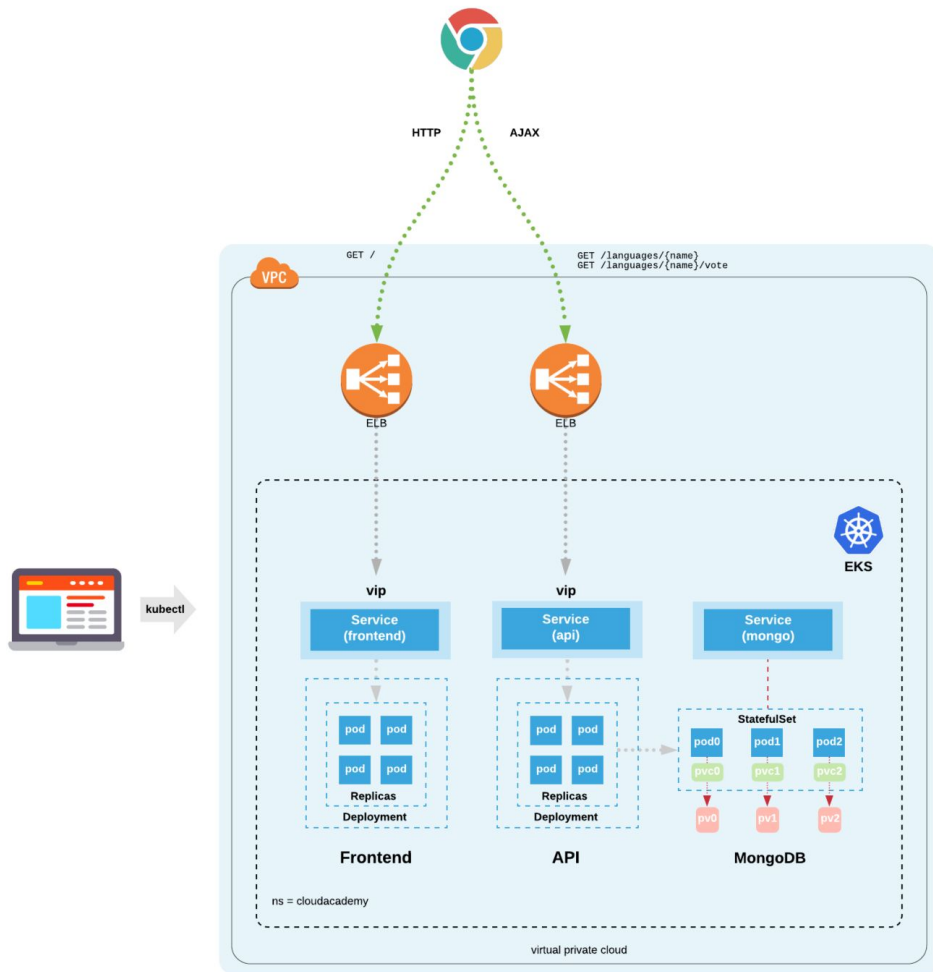 HTTP
AJAX
GET /
GET /languages/{name}
GET /languages/{name}/vote
VPC
ELB
ELB
EKS
kubectl
vip
vip
Service
(frontend)
Service
(api)
Service
(mongo)
pod
pod
pod
pod
Replicas
Deployment
Frontend
pod
pod
pod
pod
Replicas
Deployment
API
StatefulSet
pod0
pod1
pod2
pvc0
pvc1
pvc2
pv0
pv1
pv2
MongoDB
ns = cloudacademy
virtual private cloud